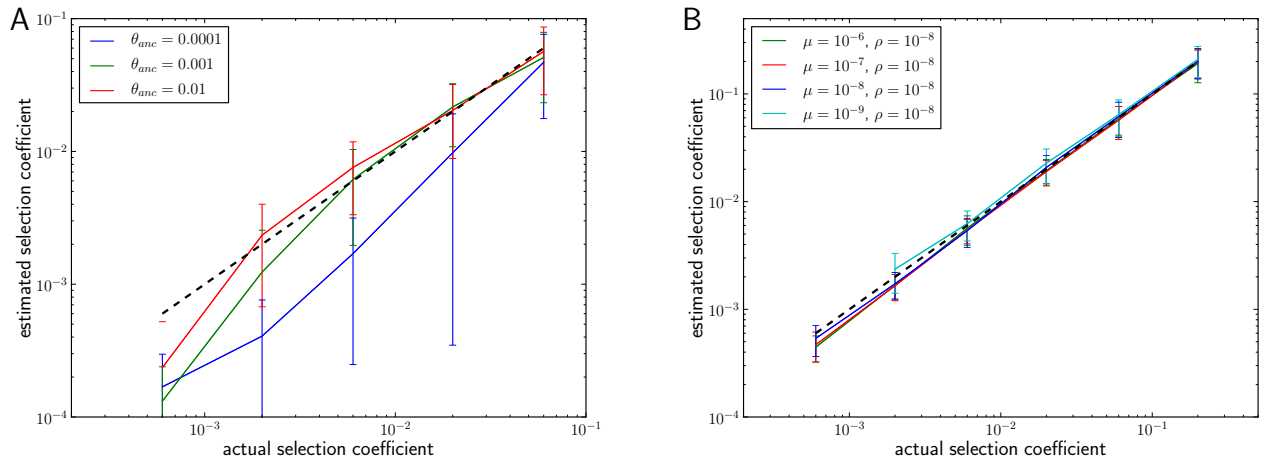 A
θ_anc = 0.0001
θ_anc = 0.001
θ_anc = 0.01
estimated selection coefficient
10⁻¹
10⁻²
10⁻³
10⁻⁴
10⁻³
10⁻²
10⁻¹
actual selection coefficient
B
μ = 10⁻⁶, ρ = 10⁻⁸
μ = 10⁻⁷, ρ = 10⁻⁸
μ = 10⁻⁸, ρ = 10⁻⁸
μ = 10⁻⁹, ρ = 10⁻⁸
estimated selection coefficient
10⁻¹
10⁻²
10⁻³
10⁻⁴
10⁻³
10⁻²
10⁻¹
actual selection coefficient